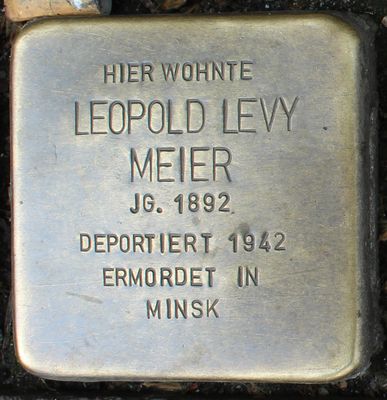 HIER WOHNTE
LEOPOLD LEVY
MEIER
JG. 1892
DEPORTIERT 1942
ERMORDET IN
MINSK